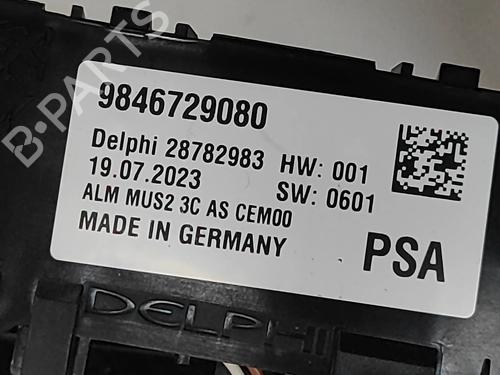 B-PARTS
9846729080
Delphi 28782983 HW: 001
19.07.2023 SW: 0601
ALM MUS2 3C AS CEM00
MADE IN GERMANY
PSA
DELPHI